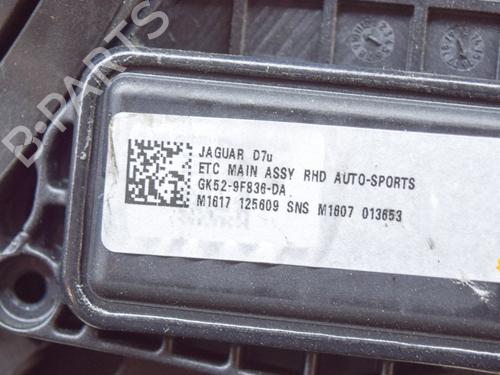 B-PARTS
JAGUAR D7u
ETC MAIN ASSY RHD AUTO-SPORTS
GK52-9F836-DA
M1617 125609 SNS M1607 013653